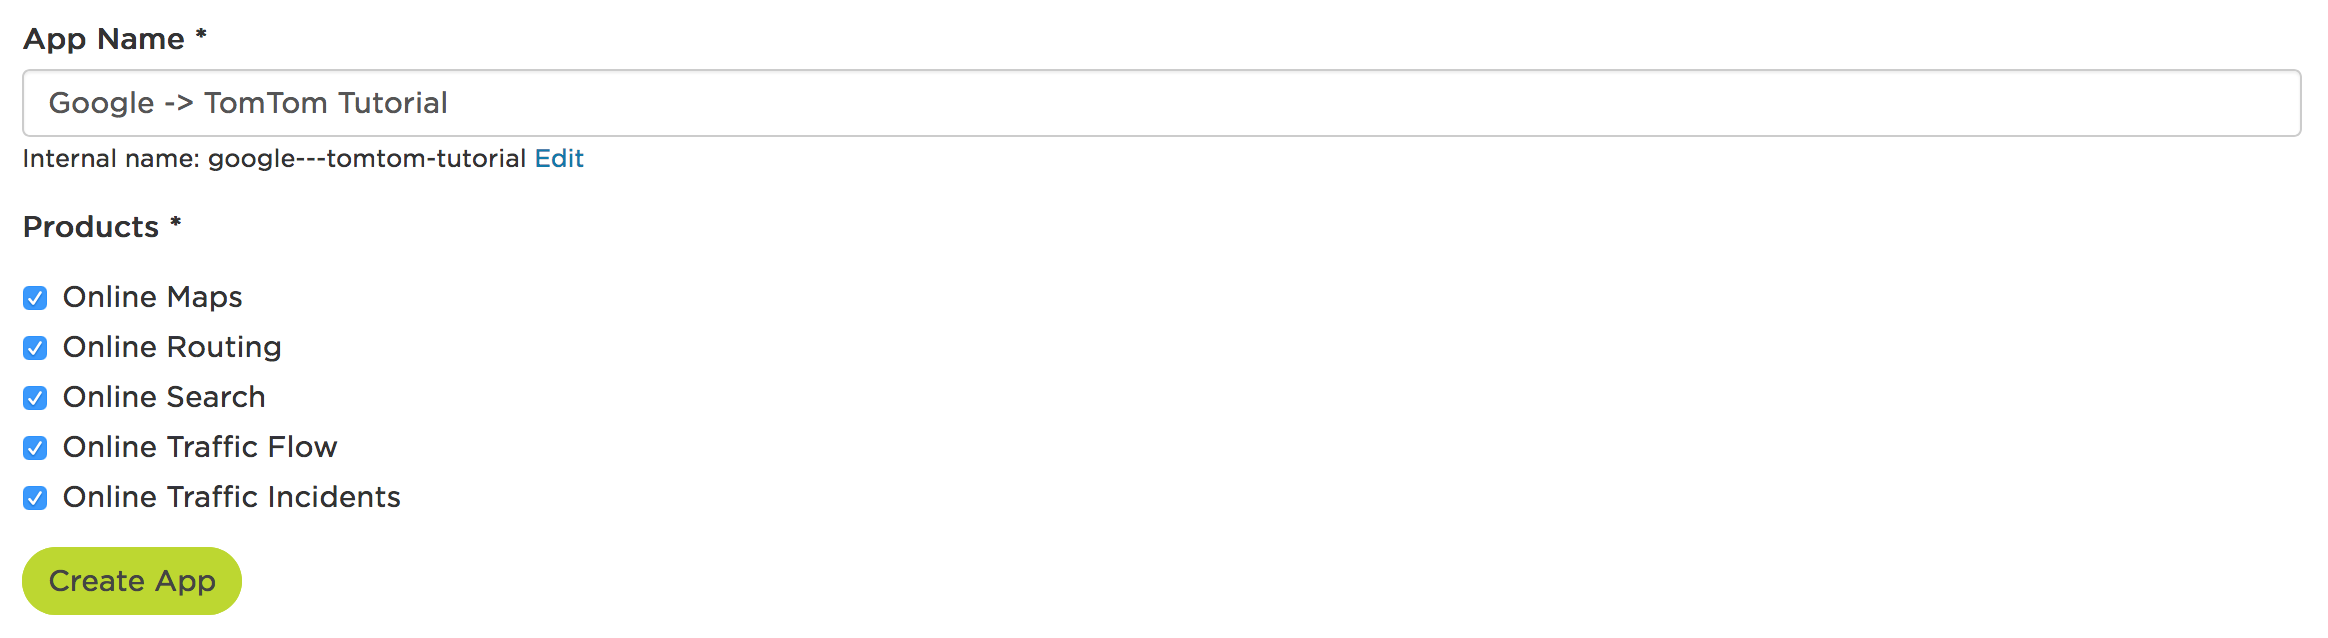 App Name *
Google -> TomTom Tutorial
Internal name: google---tomtom-tutorial Edit
Products *
Online Maps
Online Routing
Online Search
Online Traffic Flow
Online Traffic Incidents
Create App